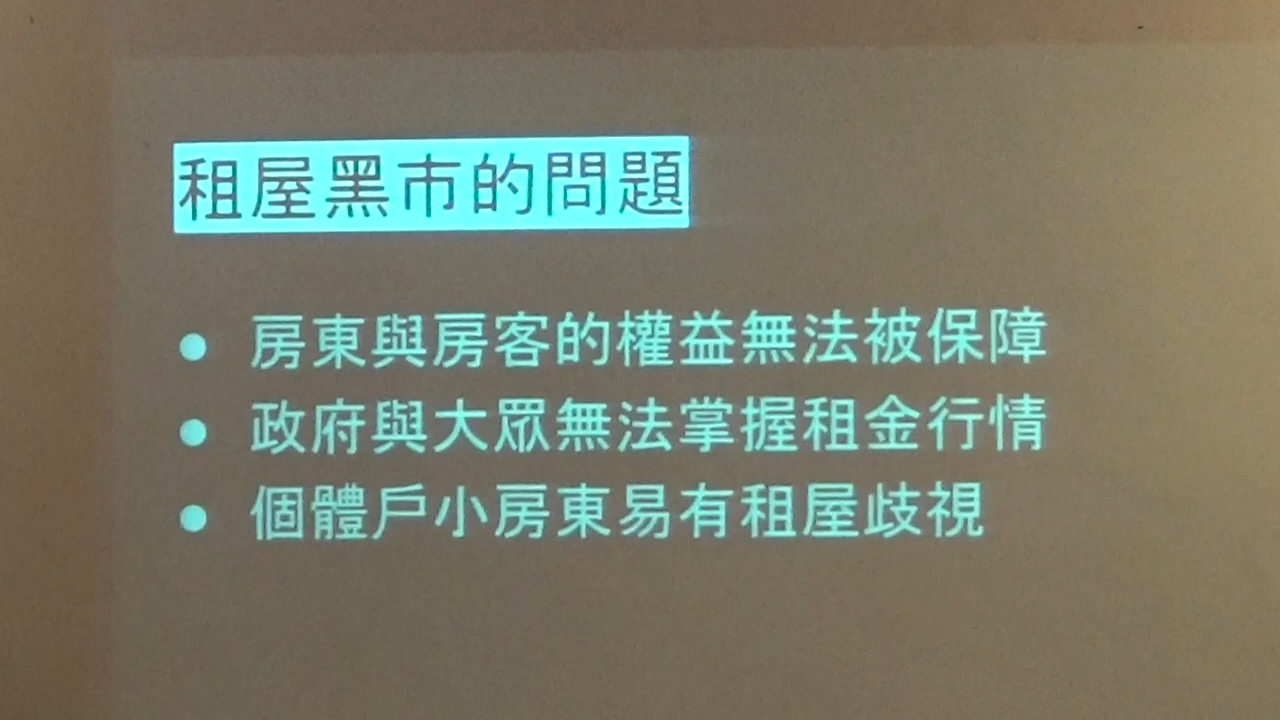 租屋黑市的問題
● 房東與房客的權益無法被保障
● 政府與大眾無法掌握租金行情
● 個體戶小房東易有租屋歧視